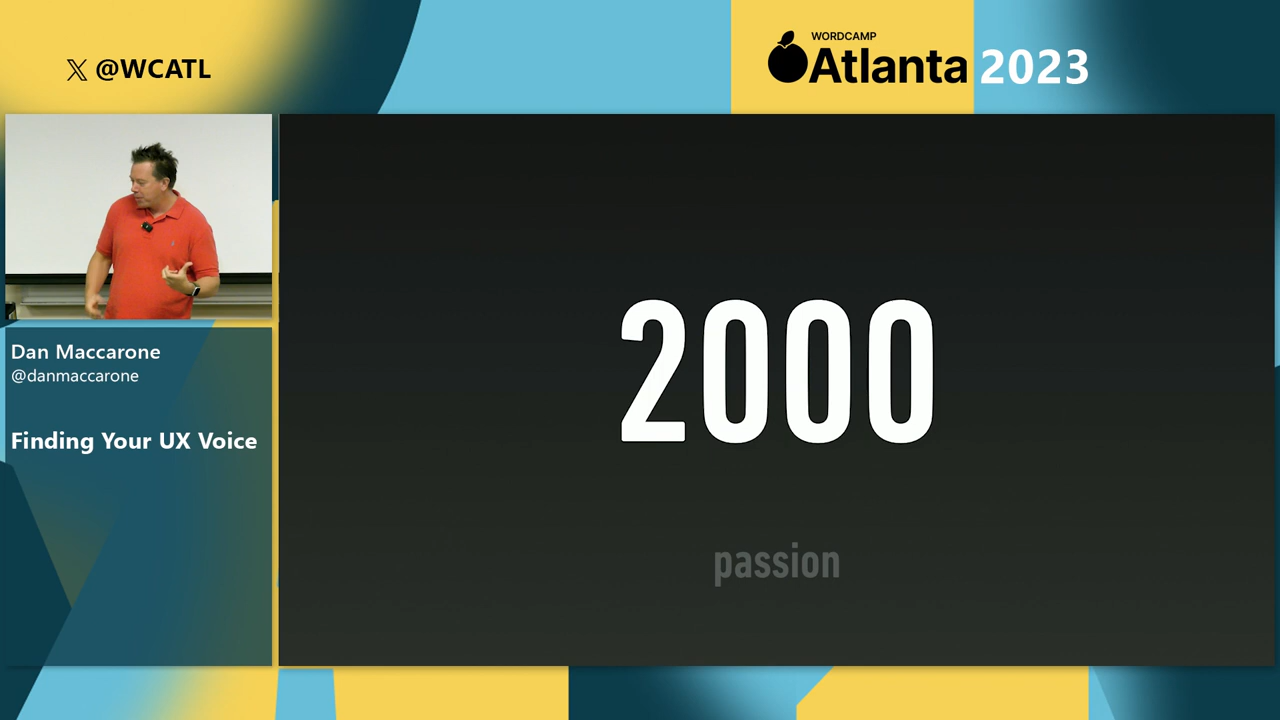 𝕏 @WCATL
WORDCAMP
Atlanta 2023
Dan Maccarone
@danmaccarone
Finding Your UX Voice
2000
passion